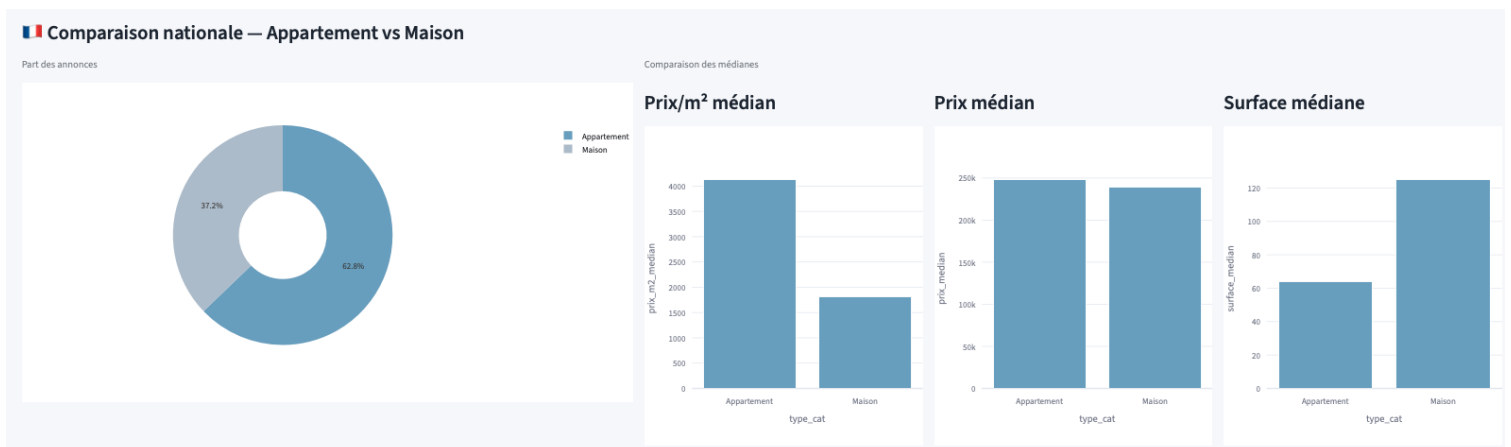 🇫🇷 Comparaison nationale — Appartement vs Maison
Part des annonces
Appartement
Maison
37.2%
62.8%
Comparaison des médianes
Prix/m² médian
prix_m2_median
4000
3500
3000
2500
2000
1500
1000
500
0
Appartement
Maison
type_cat
Prix médian
prix_median
250k
200k
150k
100k
50k
0
Appartement
Maison
type_cat
Surface médiane
surface_median
120
100
80
60
40
20
0
Appartement
Maison
type_cat